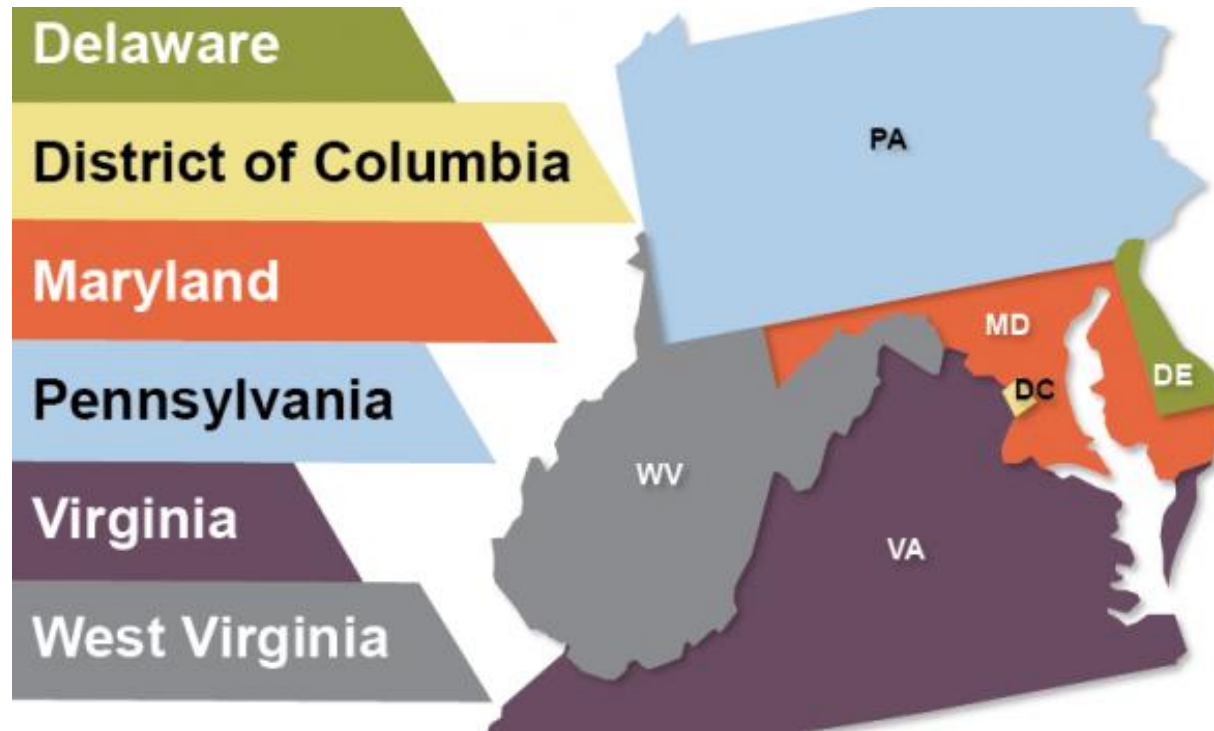 Delaware
District of Columbia
Maryland
Pennsylvania
Virginia
West Virginia
PA
MD
DC
DE
WV
VA